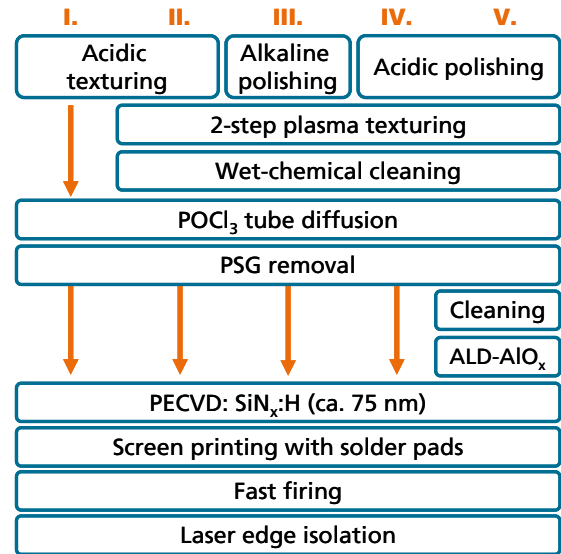 I. II. III. IV. V.
Acidic
texturing
Alkaline
polishing
Acidic polishing
2-step plasma texturing
Wet-chemical cleaning
POCl₃ tube diffusion
PSG removal
Cleaning
ALD-AlOₓ
PECVD: SiNₓ:H (ca. 75 nm)
Screen printing with solder pads
Fast firing
Laser edge isolation